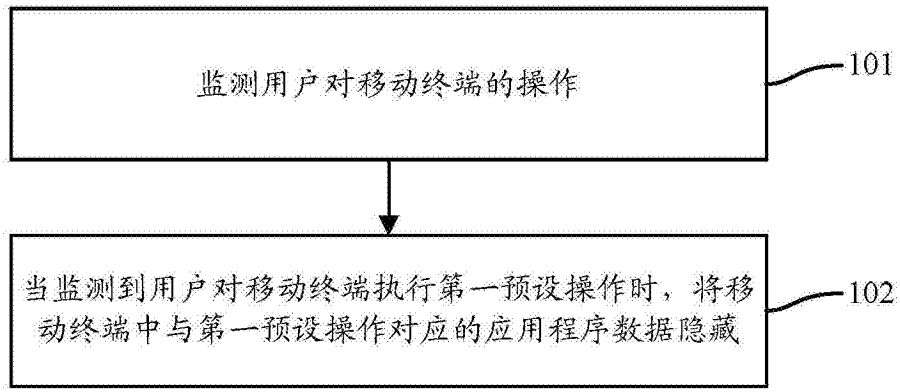 监测用户对移动终端的操作
101
当监测到用户对移动终端执行第一预设操作时，将移
动终端中与第一预设操作对应的应用程序数据隐藏
102